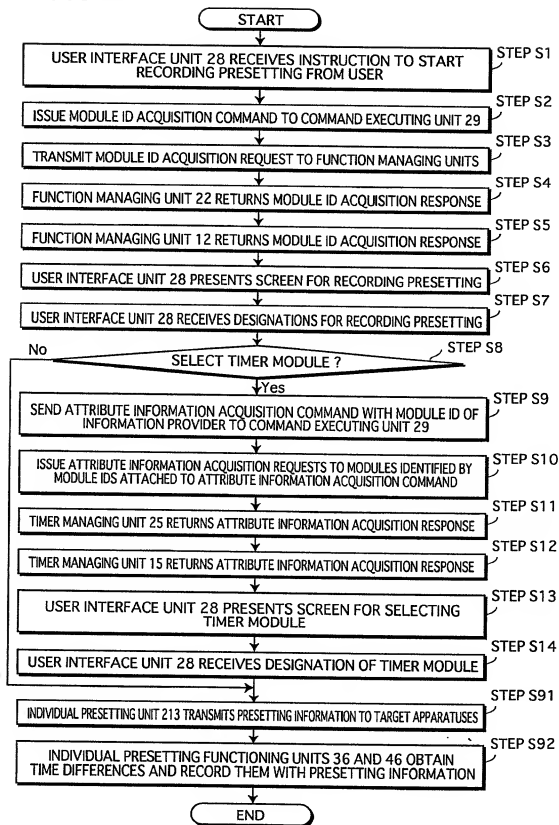 START
STEP S1
USER INTERFACE UNIT 28 RECEIVES INSTRUCTION TO START
RECORDING PRESETTING FROM USER
STEP S2
ISSUE MODULE ID ACQUISITION COMMAND TO COMMAND EXECUTING UNIT 29
STEP S3
TRANSMIT MODULE ID ACQUISITION REQUEST TO FUNCTION MANAGING UNITS
STEP S4
FUNCTION MANAGING UNIT 22 RETURNS MODULE ID ACQUISITION RESPONSE
STEP S5
FUNCTION MANAGING UNIT 12 RETURNS MODULE ID ACQUISITION RESPONSE
STEP S6
USER INTERFACE UNIT 28 PRESENTS SCREEN FOR RECORDING PRESETTING
STEP S7
USER INTERFACE UNIT 28 RECEIVES DESIGNATIONS FOR RECORDING PRESETTING
No
STEP S8
SELECT TIMER MODULE ?
Yes
STEP S9
SEND ATTRIBUTE INFORMATION ACQUISITION COMMAND WITH MODULE ID OF
INFORMATION PROVIDER TO COMMAND EXECUTING UNIT 29
STEP S10
ISSUE ATTRIBUTE INFORMATION ACQUISITION REQUESTS TO MODULES IDENTIFIED BY
MODULE IDS ATTACHED TO ATTRIBUTE INFORMATION ACQUISITION COMMAND
STEP S11
TIMER MANAGING UNIT 25 RETURNS ATTRIBUTE INFORMATION ACQUISITION RESPONSE
STEP S12
TIMER MANAGING UNIT 15 RETURNS ATTRIBUTE INFORMATION ACQUISITION RESPONSE
STEP S13
USER INTERFACE UNIT 28 PRESENTS SCREEN FOR SELECTING
TIMER MODULE
STEP S14
USER INTERFACE UNIT 28 RECEIVES DESIGNATION OF TIMER MODULE
STEP S91
INDIVIDUAL PRESETTING UNIT 213 TRANSMITS PRESETTING INFORMATION TO TARGET APPARATUSES
STEP S92
INDIVIDUAL PRESETTING FUNCTIONING UNITS 36 AND 46 OBTAIN
TIME DIFFERENCES AND RECORD THEM WITH PRESETTING INFORMATION
END